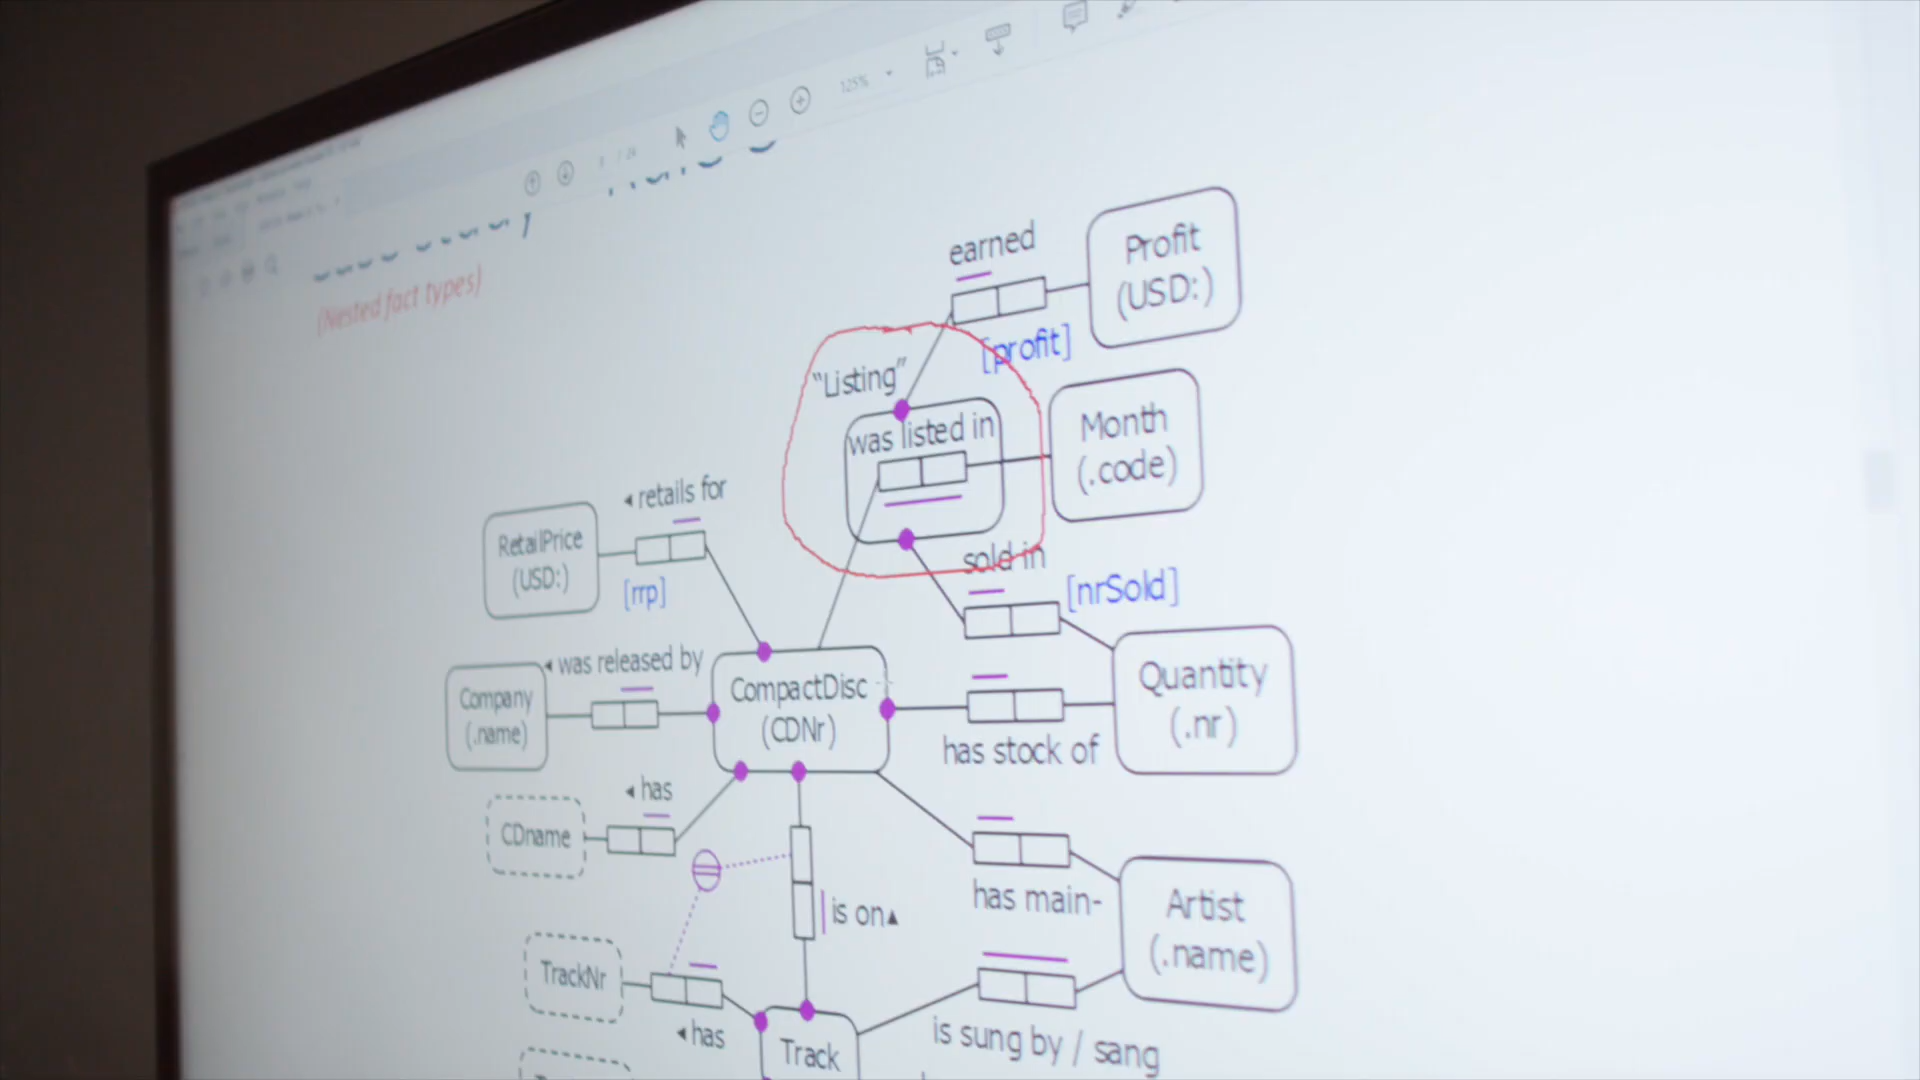 125%
(Nested fact types)
earned
Profit
(USD:)
[profit]
"Listing"
was listed in
Month
(.code)
◂ retails for
RetailPrice
(USD:)
[rrp]
sold in
[nrSold]
◂ was released by
Company
(.name)
CompactDisc
(CDNr)
Quantity
(.nr)
has stock of
◂ has
CDname
is on▴
has main-
Artist
(.name)
TrackNr
◂ has
Track
is sung by / sang